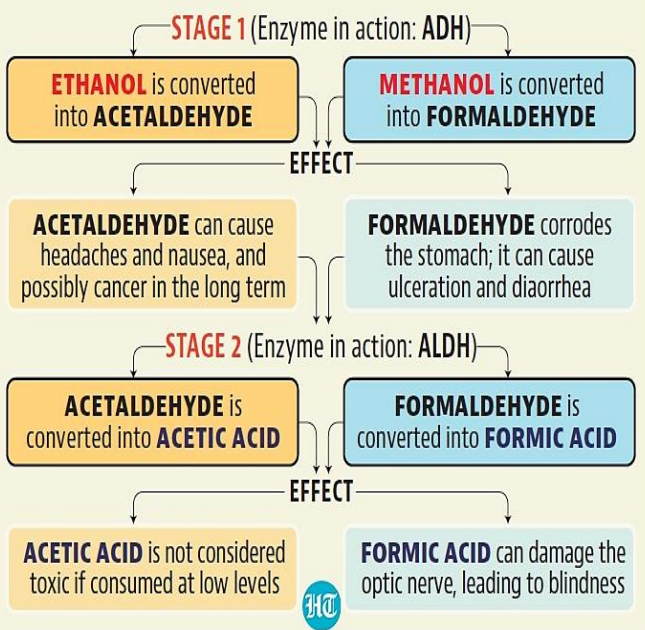 STAGE 1 (Enzyme in action: ADH)
ETHANOL is converted
into ACETALDEHYDE
METHANOL is converted
into FORMALDEHYDE
EFFECT
ACETALDEHYDE can cause
headaches and nausea, and
possibly cancer in the long term
FORMALDEHYDE corrodes
the stomach; it can cause
ulceration and diaorrhea
STAGE 2 (Enzyme in action: ALDH)
ACETALDEHYDE is
converted into ACETIC ACID
FORMALDEHYDE is
converted into FORMIC ACID
EFFECT
ACETIC ACID is not considered
toxic if consumed at low levels
FORMIC ACID can damage the
optic nerve, leading to blindness
HT